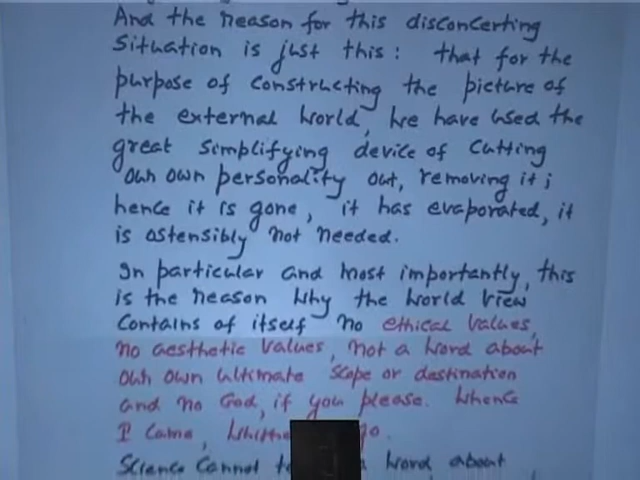 And the reason for this disconcerting
situation is just this: that for the
purpose of constructing the picture of
the external world, we have used the
great simplifying device of cutting
our own personality out, removing it;
hence it is gone, it has evaporated, it
is ostensibly not needed.
In particular and most importantly, this
is the reason why the world view
contains of itself no ethical values,
no aesthetic values, not a word about
our own ultimate scope or destination
and no God, if you please. Whence
I came, go.
Science cannot word about